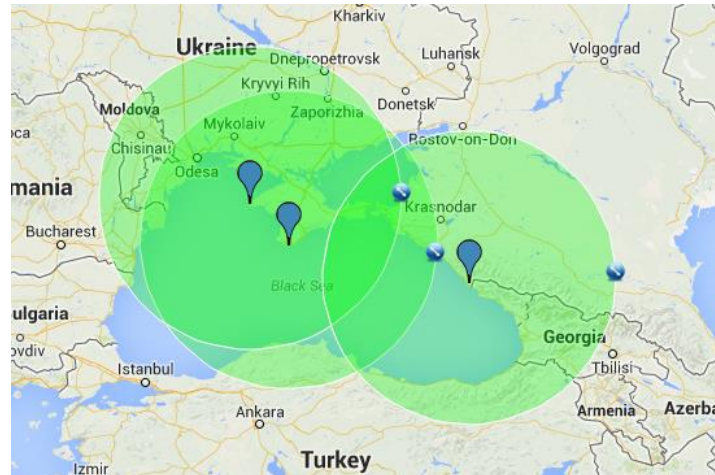 Kharkiv
Ukraine
Luhansk
Volgograd
Dnepropetrovsk
Kryvyi Rih
Donetsk
Moldova
Zaporizhia
Mykolaiv
Chisinau
Rostov-on-Don
Odesa
mania
Krasnodar
Bucharest
Black Sea
ulgaria
Georgia
ovdiv
Istanbul
Tbilisi
Ankara
Armenia
Azerba
Turkey
Izmir